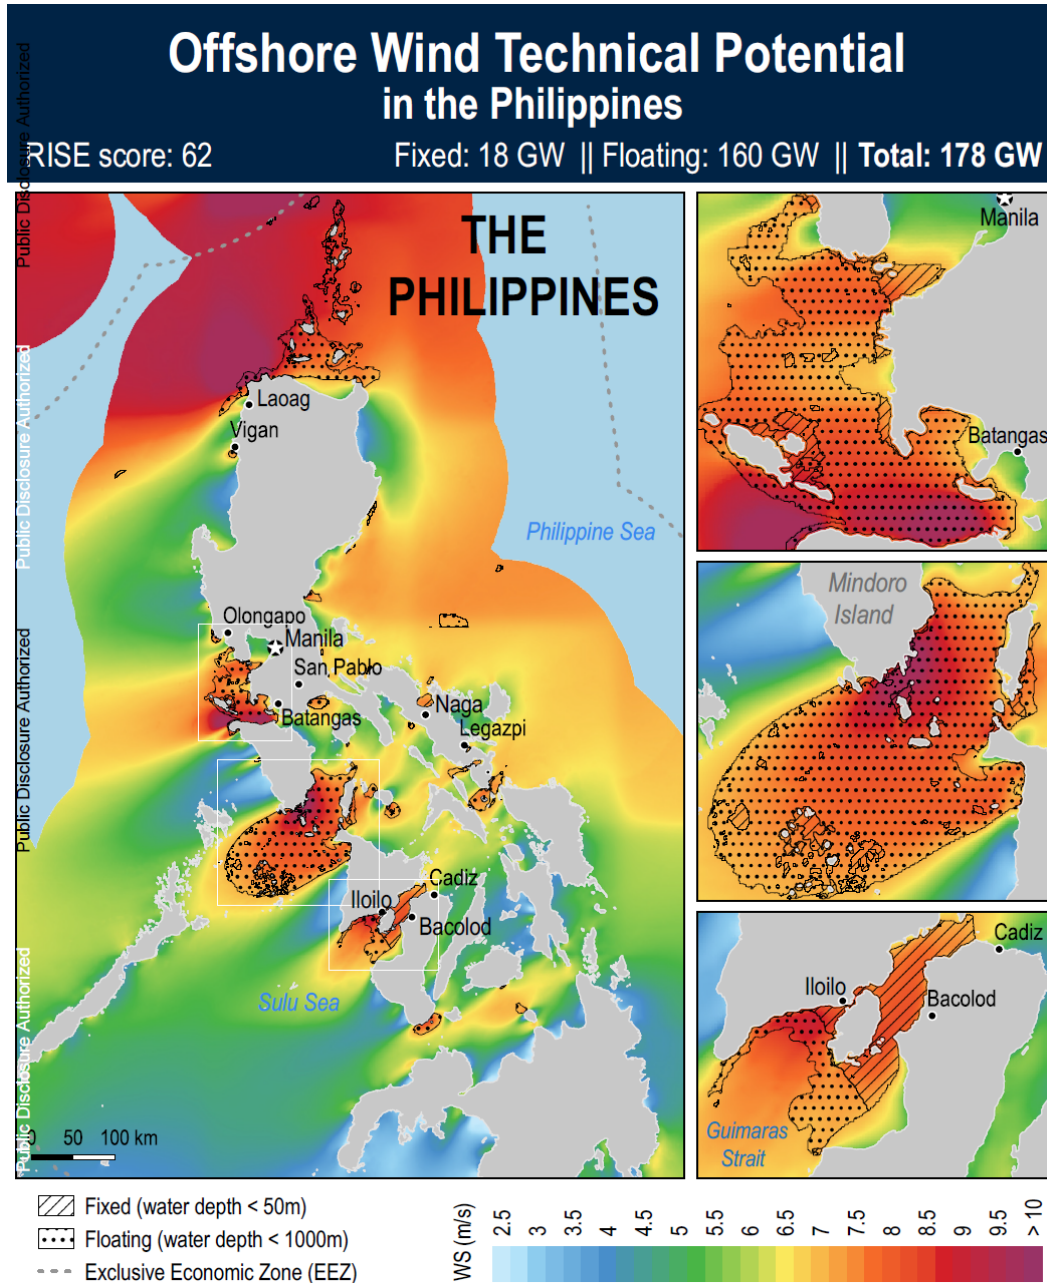 Offshore Wind Technical Potential
in the Philippines
RISE score: 62
Fixed: 18 GW || Floating: 160 GW || Total: 178 GW
Public Disclosure Authorized
Public Disclosure Authorized
Public Disclosure Authorized
Public Disclosure Authorized
THE
PHILIPPINES
Laoag
Vigan
Philippine Sea
Olongapo
Manila
San Pablo
Batangas
Naga
Legazpi
Cadiz
Iloilo
Bacolod
Sulu Sea
0 50 100 km
Manila
Batangas
Mindoro
Island
Cadiz
Iloilo
Bacolod
Guimaras
Strait
Fixed (water depth < 50m)
Floating (water depth < 1000m)
Exclusive Economic Zone (EEZ)
WS (m/s)
2.5
3
3.5
4
4.5
5
5.5
6
6.5
7
7.5
8
8.5
9
9.5
> 10